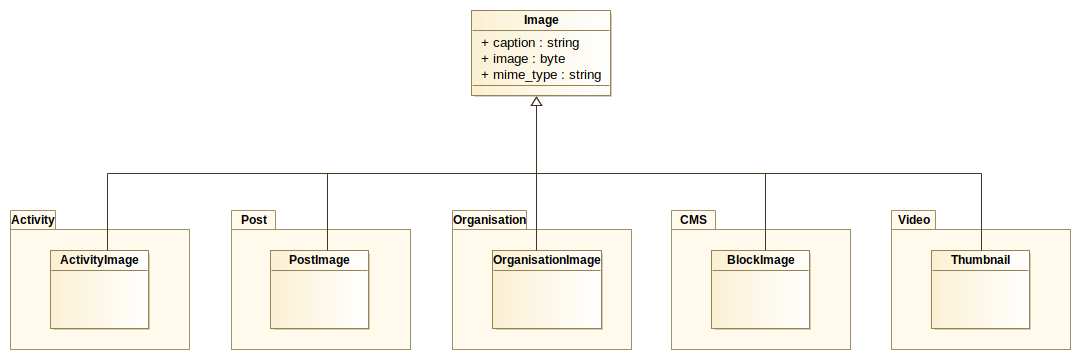 Image
+ caption : string
+ image : byte
+ mime_type : string
Activity
Post
Organisation
CMS
Video
ActivityImage
PostImage
OrganisationImage
BlockImage
Thumbnail